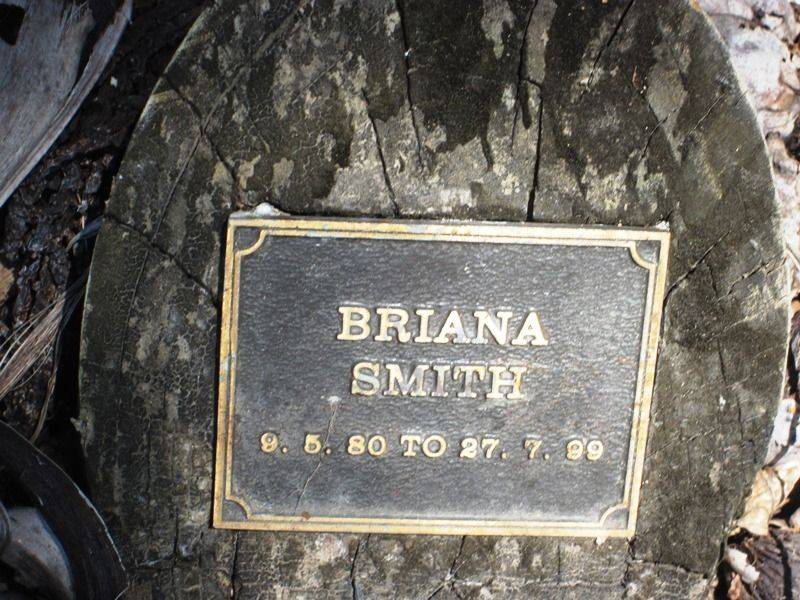 BRIANA
SMITH
9. 5. 80 TO 27. 7. 99